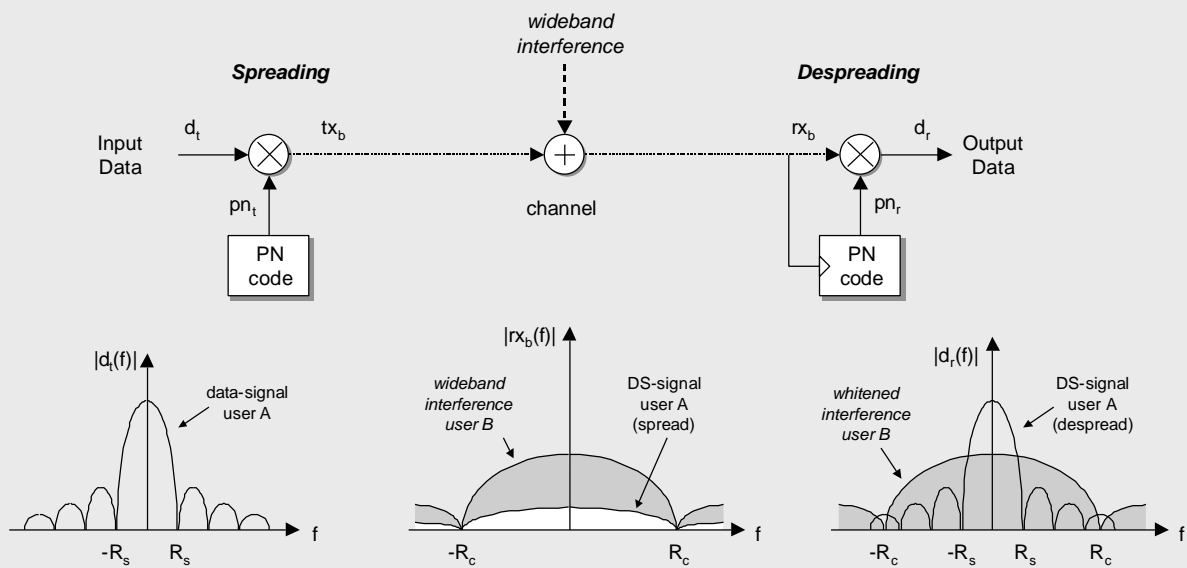 wideband
interference
Spreading
Despreading
Input
Data
d_t
tx_b
rx_b
d_r
Output
Data
pn_t
channel
pn_r
PN
code
PN
code
|d_t(f)|
data-signal
user A
-R_s
R_s
f
|rx_b(f)|
wideband
interference
user B
DS-signal
user A
(spread)
-R_c
R_c
f
|d_r(f)|
whitened
interference
user B
DS-signal
user A
(despread)
-R_c
-R_s
R_s
R_c
f